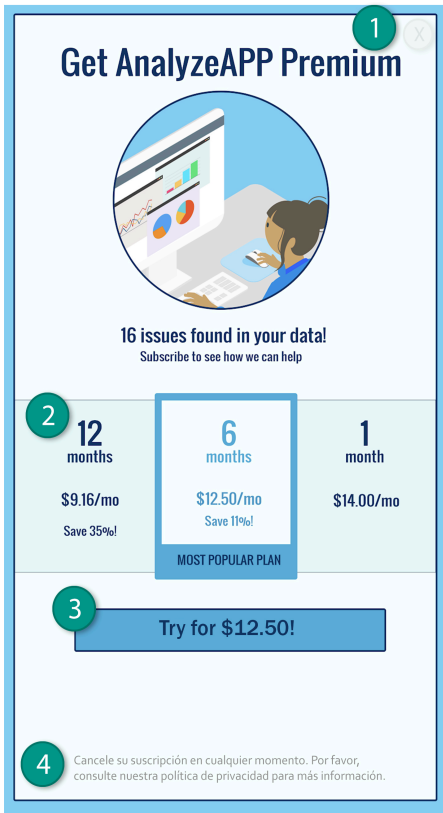 1
X
Get AnalyzeAPP Premium
16 issues found in your data!
Subscribe to see how we can help
2
12
months
$9.16/mo
Save 35%!
6
months
$12.50/mo
Save 11%!
MOST POPULAR PLAN
1
month
$14.00/mo
3
Try for $12.50!
4
Cancele su suscripción en cualquier momento. Por favor,
consulte nuestra política de privacidad para más información.